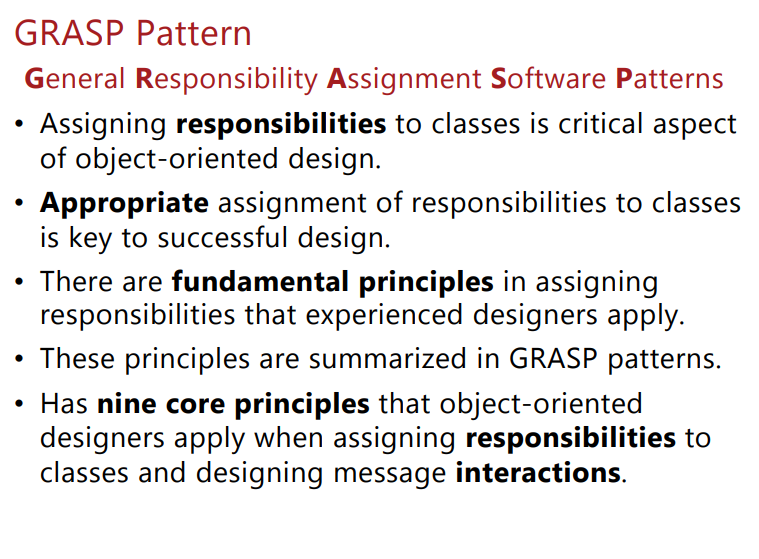 GRASP Pattern
General Responsibility Assignment Software Patterns
• Assigning responsibilities to classes is critical aspect
of object-oriented design.
• Appropriate assignment of responsibilities to classes
is key to successful design.
• There are fundamental principles in assigning
responsibilities that experienced designers apply.
• These principles are summarized in GRASP patterns.
• Has nine core principles that object-oriented
designers apply when assigning responsibilities to
classes and designing message interactions.